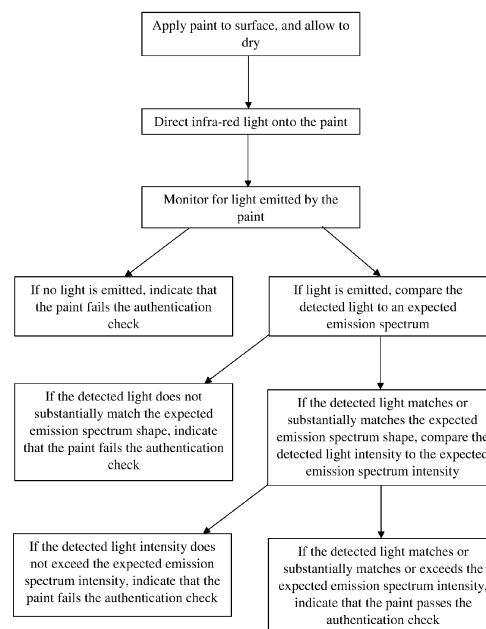 Apply paint to surface, and allow to
dry
Direct infra-red light onto the paint
Monitor for light emitted by the
paint
If no light is emitted, indicate that
the paint fails the authentication
check
If light is emitted, compare the
detected light to an expected
emission spectrum
If the detected light does not
substantially match the expected
emission spectrum shape, indicate
that the paint fails the authentication
check
If the detected light matches or
substantially matches the expected
emission spectrum shape, compare the
detected light intensity to the expected
emission spectrum intensity
If the detected light intensity does
not exceed the expected emission
spectrum intensity, indicate that the
paint fails the authentication check
If the detected light matches or
substantially matches or exceeds the
expected emission spectrum intensity,
indicate that the paint passes the
authentication check